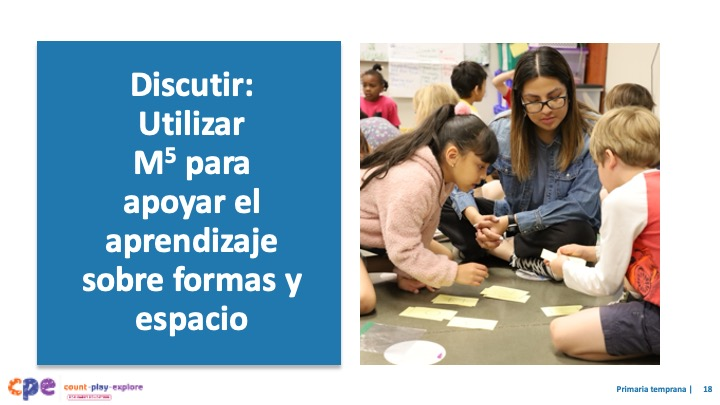 Discutir:
Utilizar
M⁵ para
apoyar el
aprendizaje
sobre formas y
espacio
cpe count-play-explore
Primaria temprana | 18